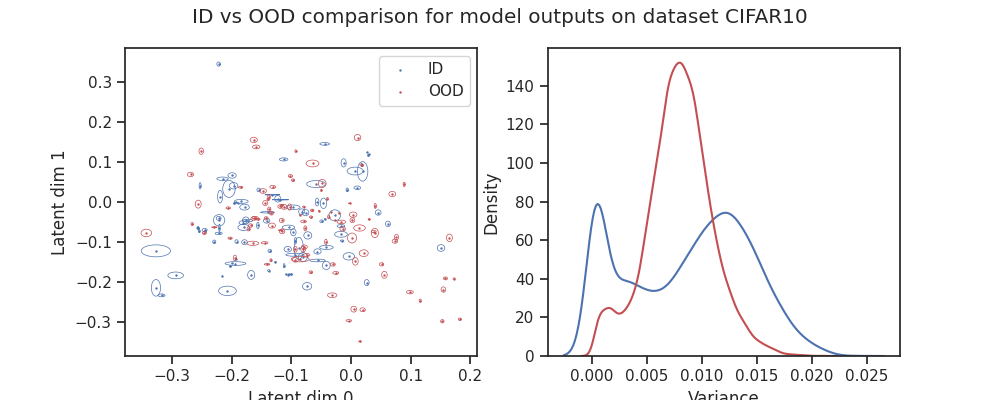 ID vs OOD comparison for model outputs on dataset CIFAR10
Latent dim 1
0.3
0.2
0.1
0.0
−0.1
−0.2
−0.3
ID
OOD
−0.3 −0.2 −0.1 0.0 0.1 0.2
Latent dim 0
Density
140
120
100
80
60
40
20
0
0.000 0.005 0.010 0.015 0.020 0.025
Variance